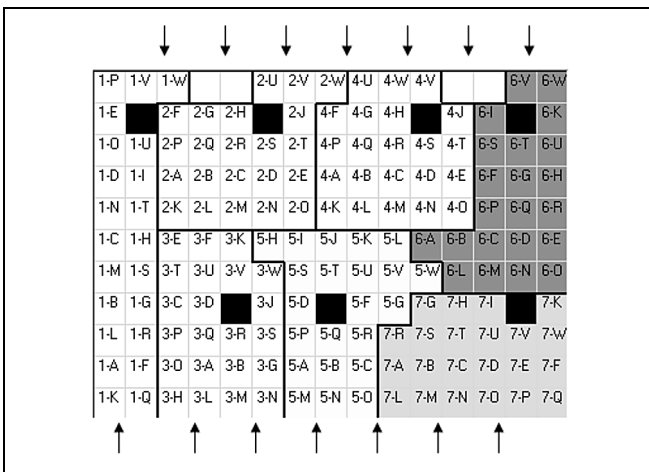 1-P 1-V 1-W 2-U 2-V 2-W 4-U 4-W 4-V 6-V 6-W
1-E 2-F 2-G 2-H 2-J 4-F 4-G 4-H 4-J 6-I 6-K
1-O 1-U 2-P 2-Q 2-R 2-S 2-T 4-P 4-Q 4-R 4-S 4-T 6-S 6-T 6-U
1-D 1-I 2-A 2-B 2-C 2-D 2-E 4-A 4-B 4-C 4-D 4-E 6-F 6-G 6-H
1-N 1-T 2-K 2-L 2-M 2-N 2-O 4-K 4-L 4-M 4-N 4-O 6-P 6-Q 6-R
1-C 1-H 3-E 3-F 3-K 5-H 5-I 5-J 5-K 5-L 6-A 6-B 6-C 6-D 6-E
1-M 1-S 3-T 3-U 3-V 3-W 5-S 5-T 5-U 5-V 5-W 6-L 6-M 6-N 6-O
1-B 1-G 3-C 3-D 3-J 5-D 5-F 5-G 7-G 7-H 7-I 7-K
1-L 1-R 3-P 3-Q 3-R 3-S 5-P 5-Q 5-R 7-R 7-S 7-T 7-U 7-V 7-W
1-A 1-F 3-O 3-A 3-B 3-G 5-A 5-B 5-C 7-A 7-B 7-C 7-D 7-E 7-F
1-K 1-Q 3-H 3-L 3-M 3-N 5-M 5-N 5-O 7-L 7-M 7-N 7-O 7-P 7-Q